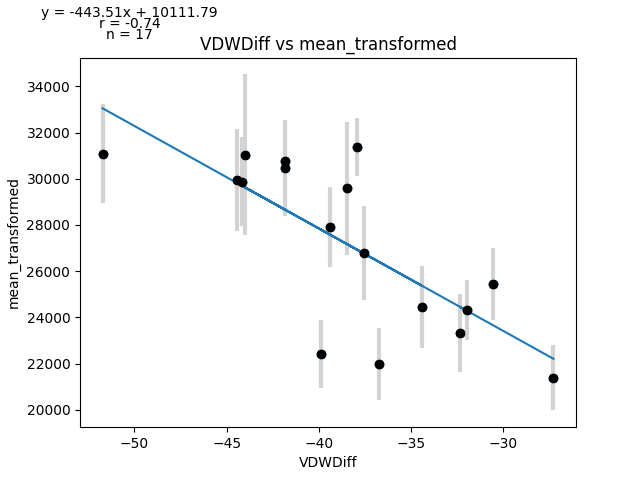 y = -443.51x + 10111.79
r = -0.74
n = 17
VDWDiff vs mean_transformed
34000
32000
30000
28000
26000
24000
22000
20000
mean_transformed
−50
−45
−40
−35
−30
VDWDiff